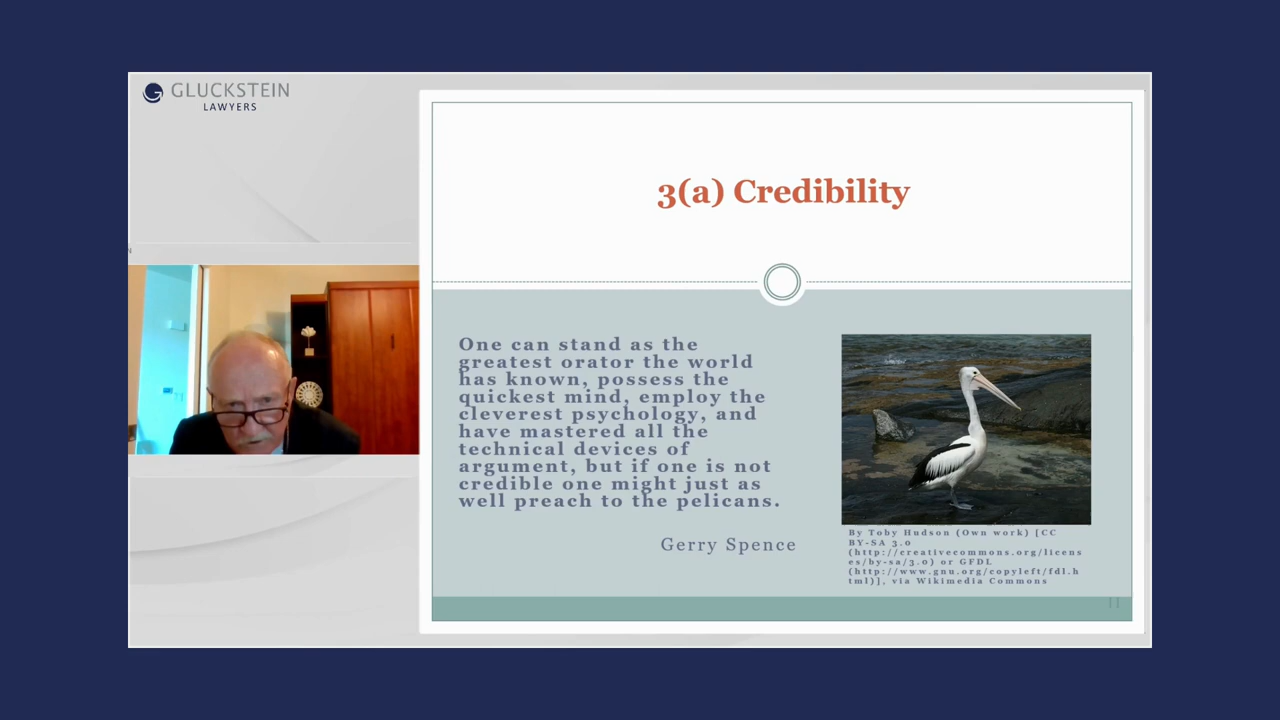 GLUCKSTEIN
LAWYERS
3(a) Credibility
One can stand as the
greatest orator the world
has known, possess the
quickest mind, employ the
cleverest psychology, and
have mastered all the
technical devices of
argument, but if one is not
credible one might just as
well preach to the pelicans.
Gerry Spence
By Toby Hudson (Own work) [CC
BY-SA 3.0
(http://creativecommons.org/licens
es/by-sa/3.0) or GFDL
(http://www.gnu.org/copyleft/fdl.h
tml)], via Wikimedia Commons
11